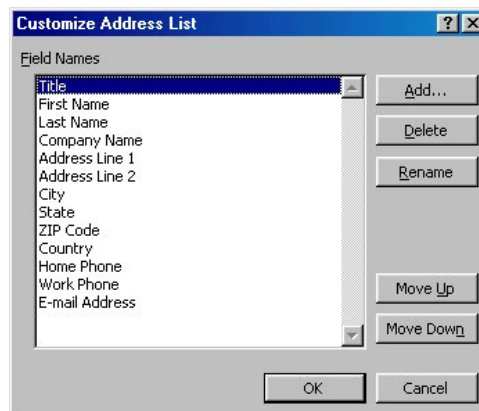 Customize Address List
Field Names
Title
First Name
Last Name
Company Name
Address Line 1
Address Line 2
City
State
ZIP Code
Country
Home Phone
Work Phone
E-mail Address
Add...
Delete
Rename
Move Up
Move Down
OK
Cancel